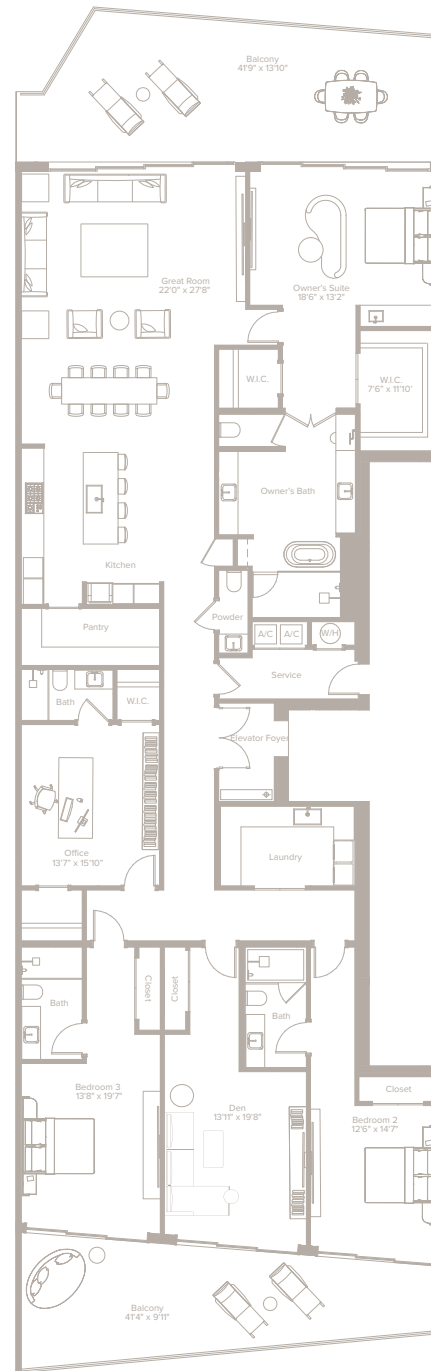 Balcony
41'9" x 13'10"
Great Room
22'0" x 27'8"
Owner's Suite
18'6" x 13'2"
W.I.C.
W.I.C.
7'6" x 11'10'
Owner's Bath
Kitchen
Powder
Pantry
A/C
A/C
W/H
Bath
W.I.C.
Service
Elevator Foyer
Office
13'7" x 15'10"
Laundry
Closet
Closet
Bath
Bath
Bedroom 3
13'8" x 19'7"
Den
13'11" x 19'8"
Closet
Bedroom 2
12'6" x 14'7"
Balcony
41'4" x 9'11"